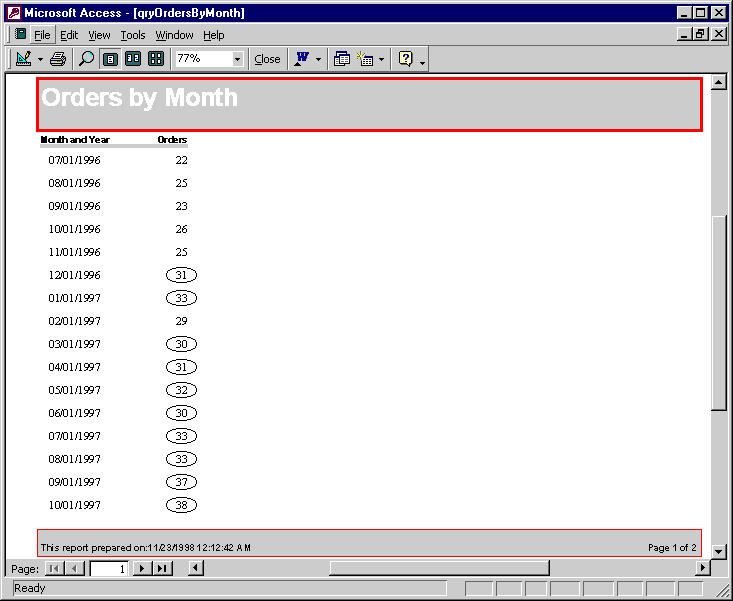 Microsoft Access - [qryOrdersByMonth]
File Edit View Tools Window Help
77% Close W ?
Orders by Month
Month and Year Orders
07/01/1996 22
08/01/1996 25
09/01/1996 23
10/01/1996 26
11/01/1996 25
12/01/1996 31
01/01/1997 33
02/01/1997 29
03/01/1997 30
04/01/1997 31
05/01/1997 32
06/01/1997 30
07/01/1997 33
08/01/1997 33
09/01/1997 37
10/01/1997 38
This report prepared on:11/23/1998 12:12:42 AM Page 1 of 2
Page: 1
Ready